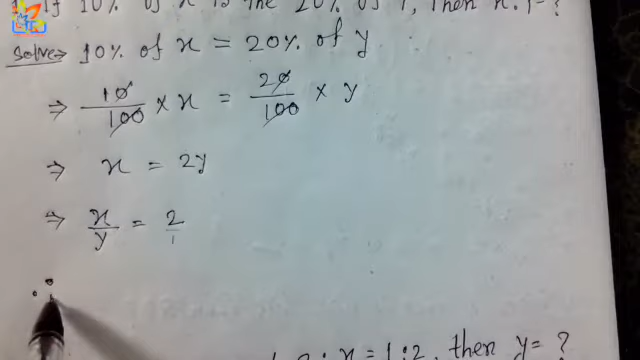 If 10% of x is the 20% of Y, Then x:Y=?
Solve→ 10% of x = 20% of y
⇒ 10/100 × x = 20/100 × y
⇒ x = 2y
⇒ x/y = 2/1
: x = 1:2, then y = ?